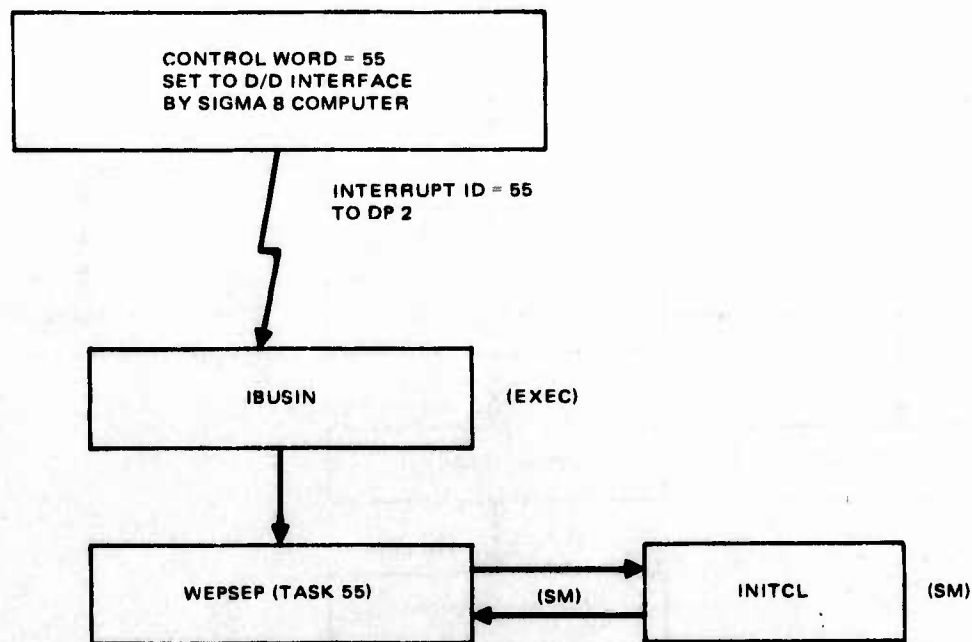 CONTROL WORD = 55
SET TO D/D INTERFACE
BY SIGMA 8 COMPUTER
INTERRUPT ID = 55
TO DP 2
IBUSIN
(EXEC)
WEPSEP (TASK 55)
(SM)
INITCL
(SM)